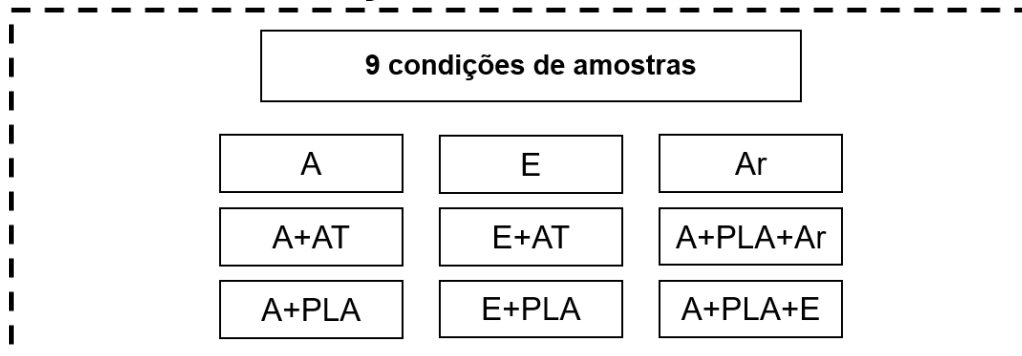 9 condições de amostras
A E Ar
A+AT E+AT A+PLA+Ar
A+PLA E+PLA A+PLA+E